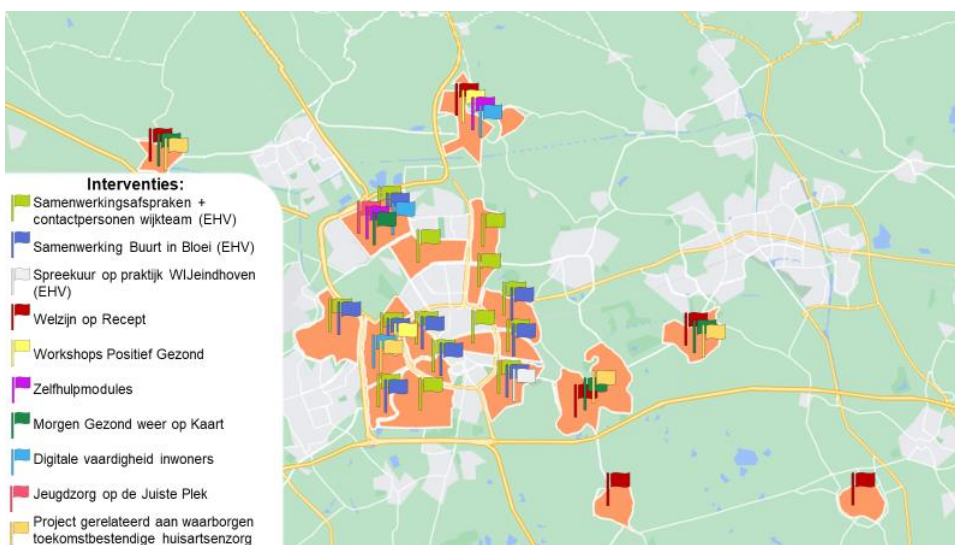 Interventies:
Samenwerkingsafspraken +
contactpersonen wijkteam (EHV)
Samenwerking Buurt in Bloei (EHV)
Spreekuur op praktijk WIJeindhoven
(EHV)
Welzijn op Recept
Workshops Positief Gezond
Zelfhulpmodules
Morgen Gezond weer op Kaart
Digitale vaardigheid inwoners
Jeugdzorg op de Juiste Plek
Project gerelateerd aan waarborgen
toekomstbestendige huisartsenzorg